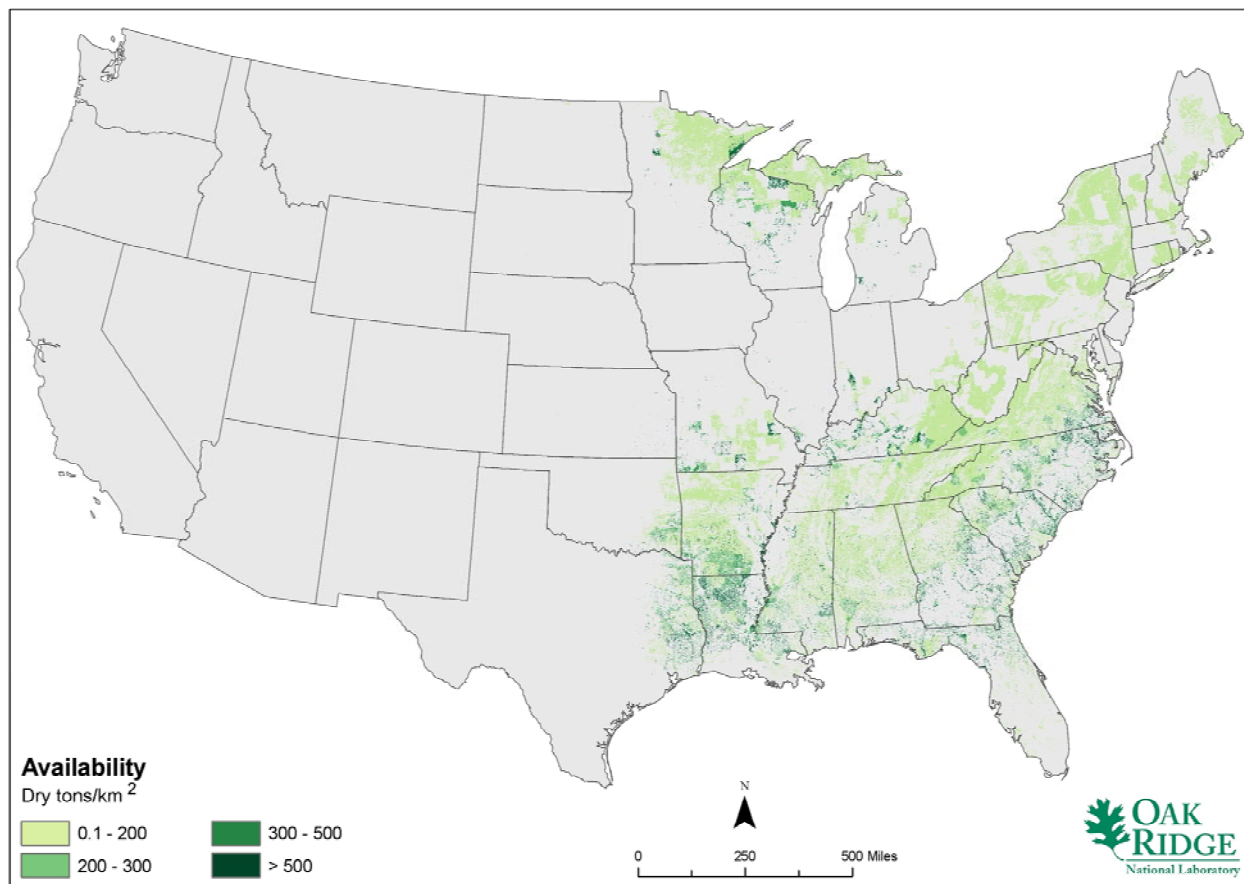 Availability
Dry tons/km 2
0.1 - 200
200 - 300
300 - 500
> 500
N
0 250 500 Miles
OAK
RIDGE
National Laboratory